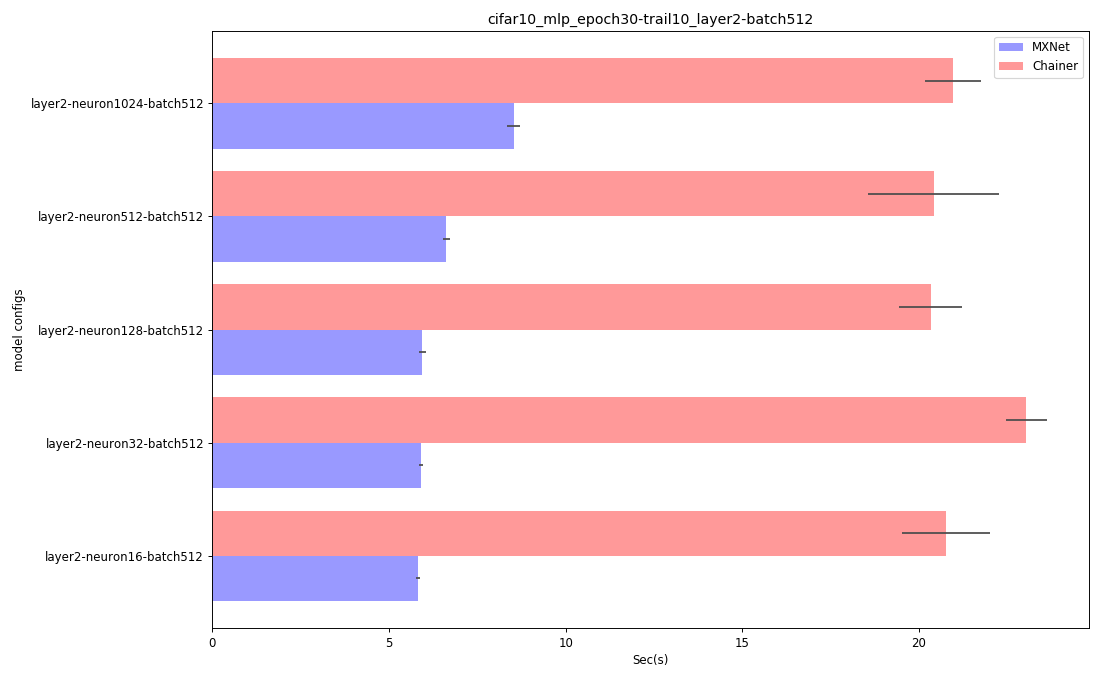 cifar10_mlp_epoch30-trail10_layer2-batch512
MXNet
Chainer
layer2-neuron1024-batch512
layer2-neuron512-batch512
layer2-neuron128-batch512
layer2-neuron32-batch512
layer2-neuron16-batch512
model configs
0
5
10
15
20
Sec(s)